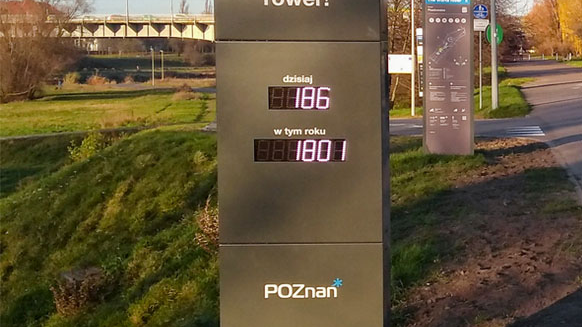 rower!
dzisiaj
186
w tym roku
1801
POZnan*